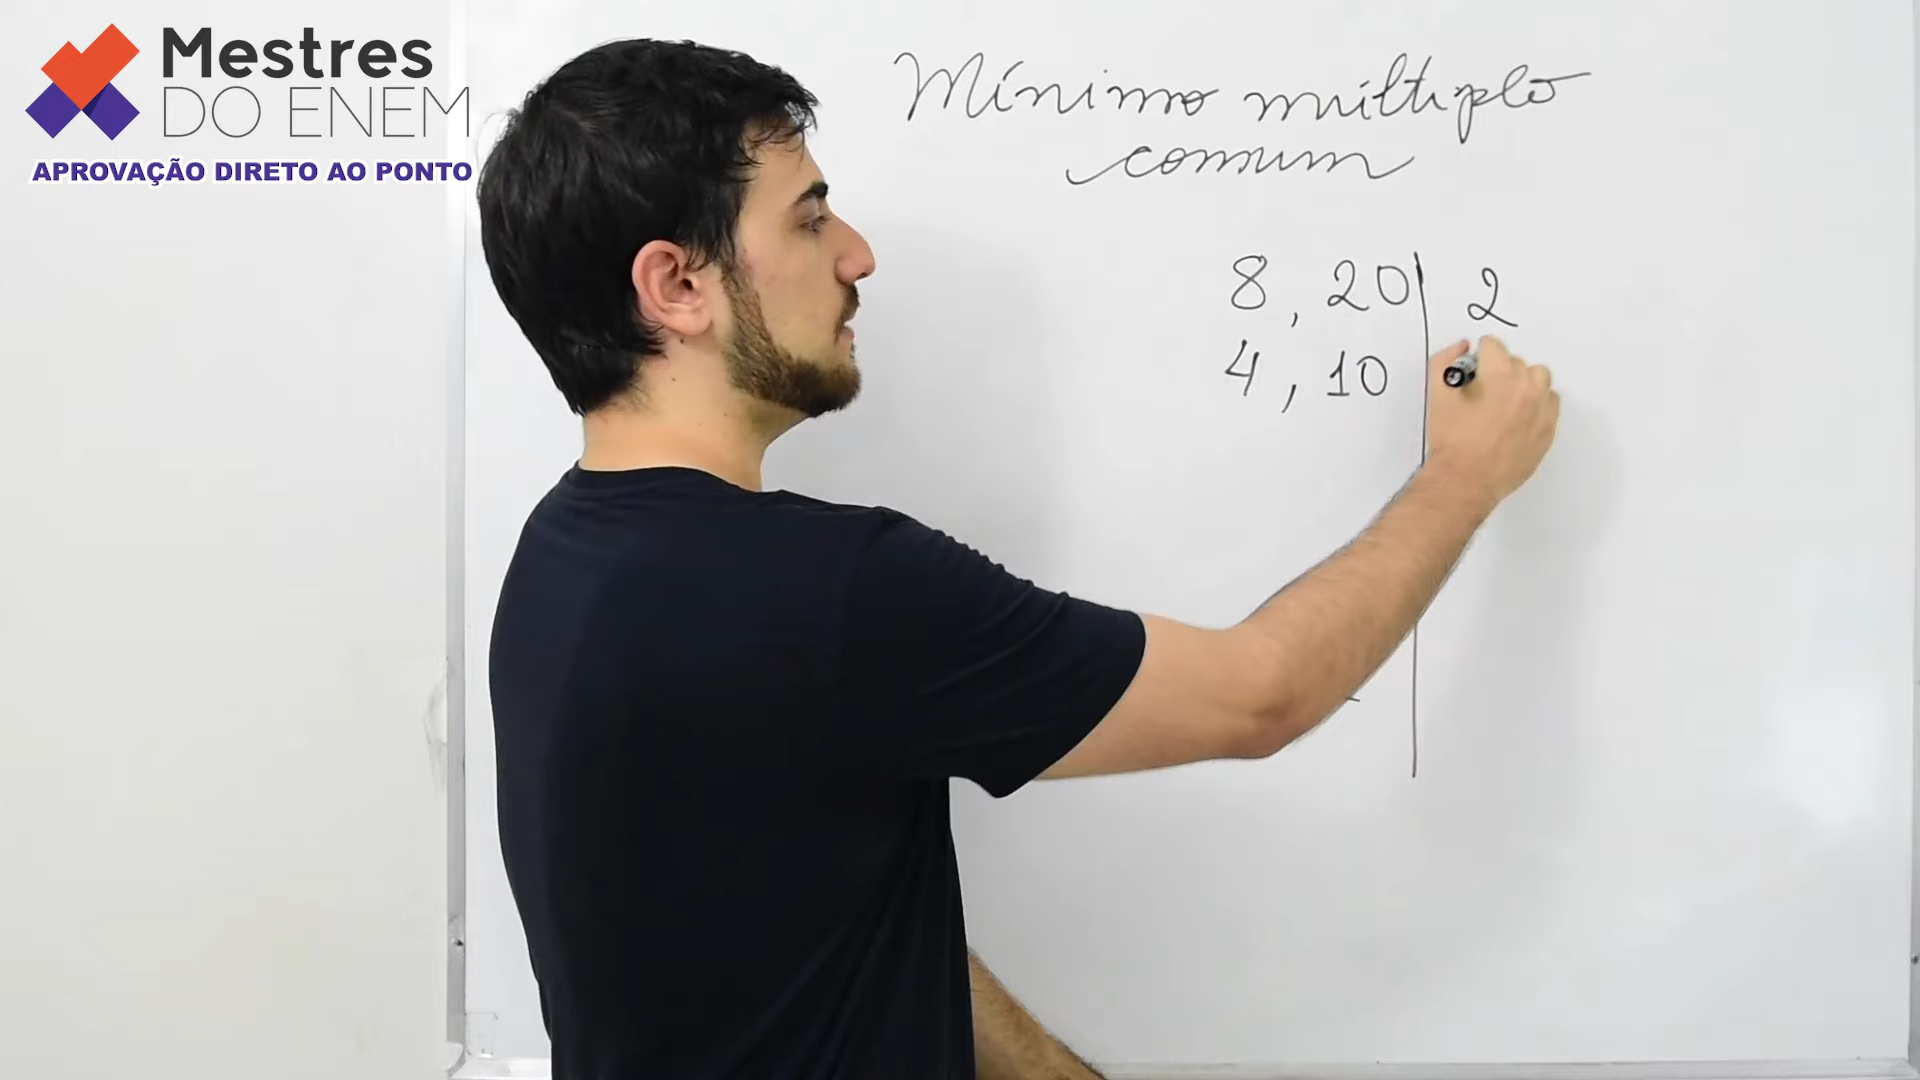 Mestres
DO ENEM
APROVAÇÃO DIRETO AO PONTO
Mínimo múltiplo
comum
8, 20 | 2
4, 10